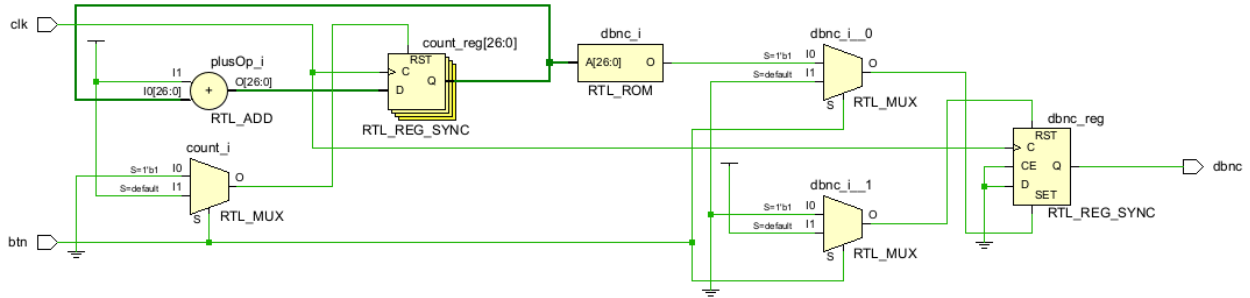 clk
plusOp_i
I1
I0[26:0]
+
O[26:0]
RTL_ADD
count_reg[26:0]
RST
C
D
Q
RTL_REG_SYNC
dbnc_i
A[26:0]
O
RTL_ROM
dbnc_i__0
S=1'b1
I0
S=default
I1
O
S
RTL_MUX
count_i
S=1'b1
I0
S=default
I1
O
S
RTL_MUX
dbnc_i__1
S=1'b1
I0
S=default
I1
O
S
RTL_MUX
dbnc_reg
RST
C
CE
Q
D
SET
RTL_REG_SYNC
dbnc
btn